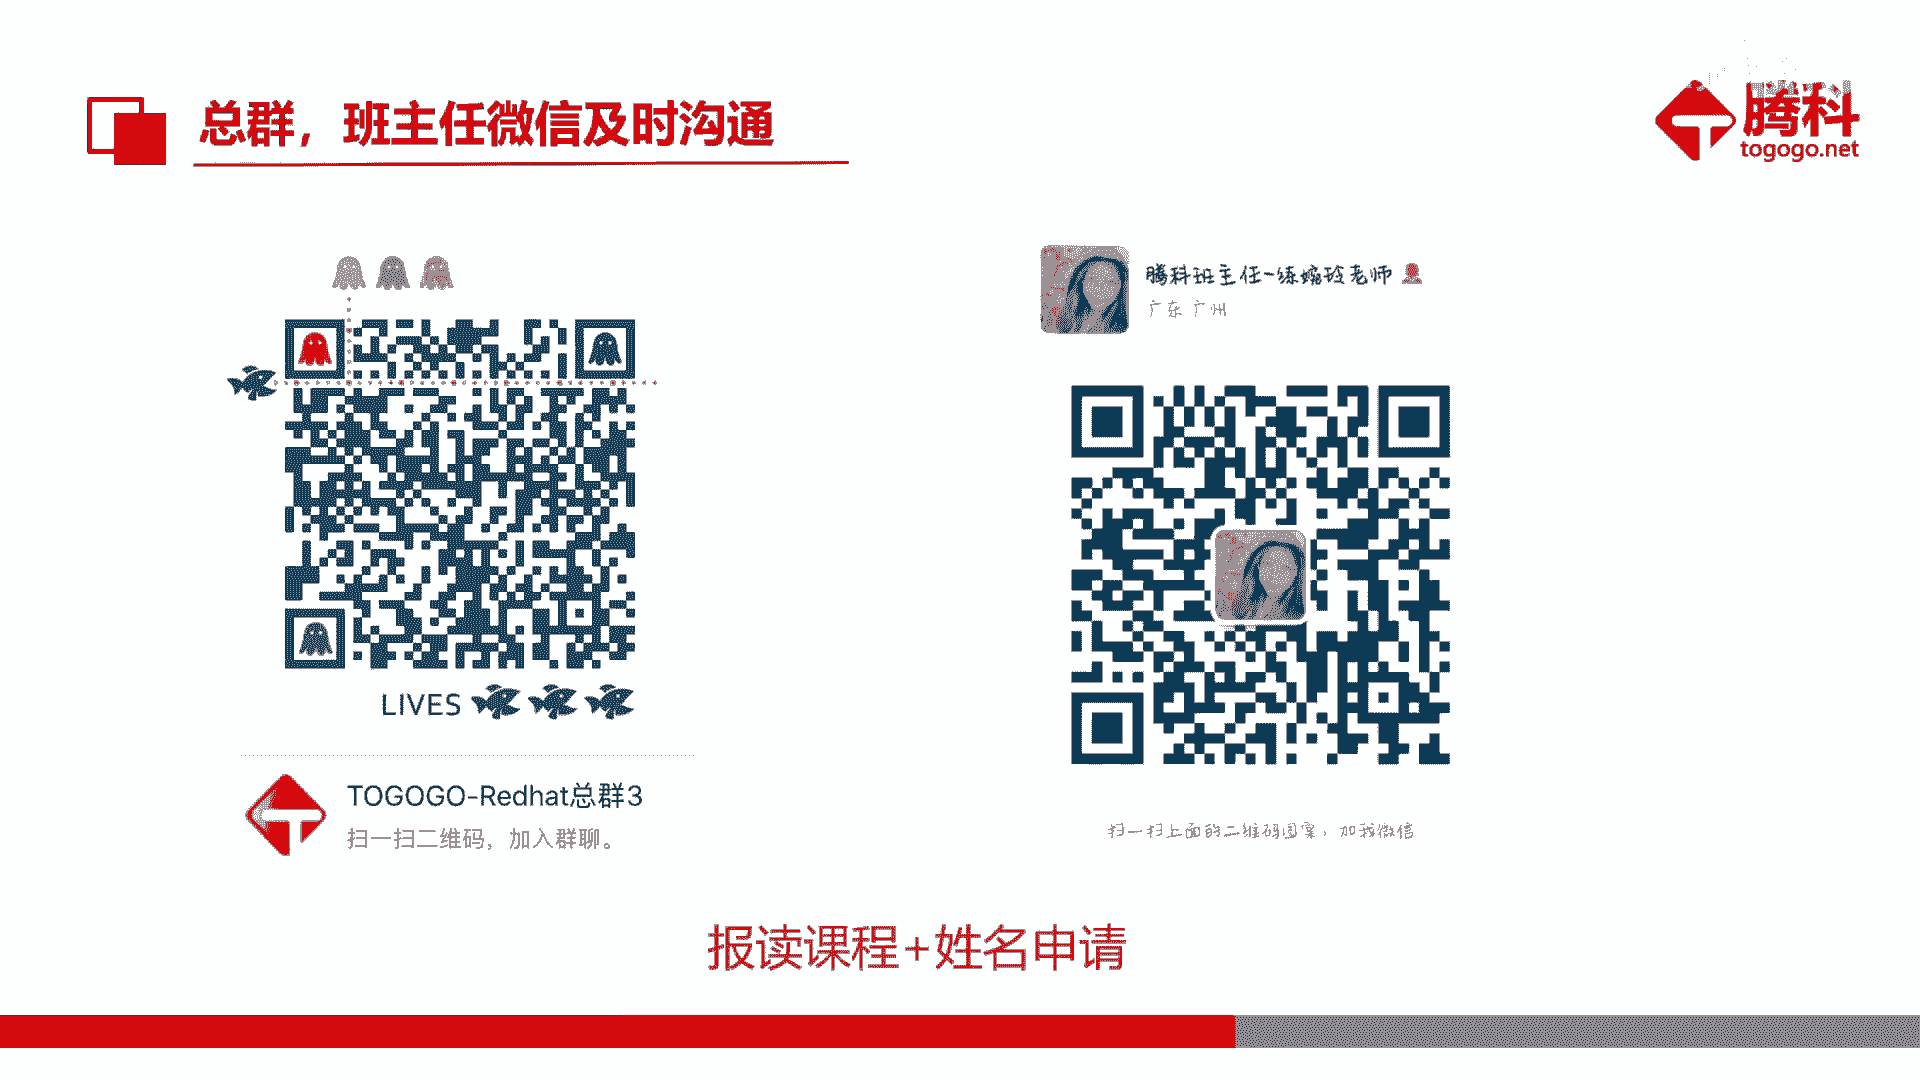 总群，班主任微信及时沟通
腾科
togogo.net
LIVES
TOGOGO-Redhat总群3
扫一扫二维码，加入群聊。
腾科班主任-练婉玲老师
广东 广州
扫一扫上面的二维码图案，加我微信
报读课程+姓名申请